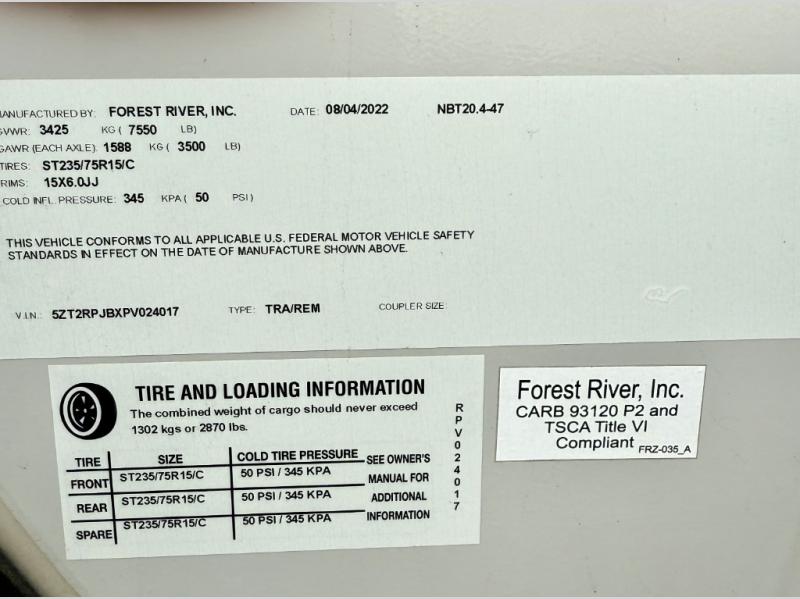 MANUFACTURED BY: FOREST RIVER, INC. DATE: 08/04/2022 NBT20.4-47
GVWR: 3425 KG ( 7550 LB)
GAWR (EACH AXLE): 1588 KG ( 3500 LB)
TIRES: ST235/75R15/C
RIMS: 15X6.0JJ
COLD INFL. PRESSURE: 345 KPA ( 50 PSI )
THIS VEHICLE CONFORMS TO ALL APPLICABLE U.S. FEDERAL MOTOR VEHICLE SAFETY
STANDARDS IN EFFECT ON THE DATE OF MANUFACTURE SHOWN ABOVE.
V.I.N.: 5ZT2RPJBXPV024017 TYPE: TRA/REM COUPLER SIZE:
TIRE AND LOADING INFORMATION
The combined weight of cargo should never exceed
1302 kgs or 2870 lbs.
TIRE SIZE COLD TIRE PRESSURE SEE OWNER'S
FRONT ST235/75R15/C 50 PSI / 345 KPA MANUAL FOR
REAR ST235/75R15/C 50 PSI / 345 KPA ADDITIONAL
SPARE ST235/75R15/C 50 PSI / 345 KPA INFORMATION
RPV024017
Forest River, Inc.
CARB 93120 P2 and
TSCA Title VI
Compliant FRZ-035_A